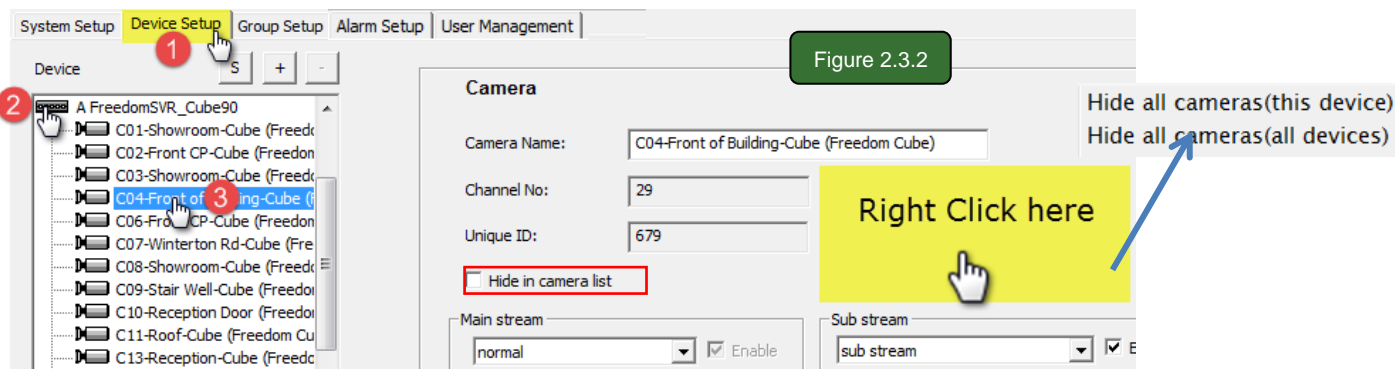 System Setup Device Setup Group Setup Alarm Setup User Management
1
Device S + -
Figure 2.3.2
2
A FreedomSVR_Cube90
C01-Showroom-Cube (Freedo
C02-Front CP-Cube (Freedom
C03-Showroom-Cube (Freedo
C04-Front of ing-Cube (F
3
C06-Fro CP-Cube (Freedom
C07-Winterton Rd-Cube (Fre
C08-Showroom-Cube (Freedo
C09-Stair Well-Cube (Freedo
C10-Reception Door (Freedo
C11-Roof-Cube (Freedom Cu
C13-Reception-Cube (Freedo
Camera
Camera Name: C04-Front of Building-Cube (Freedom Cube)
Channel No: 29
Unique ID: 679
Hide in camera list
Right Click here
Hide all cameras(this device)
Hide all cameras(all devices)
Main stream
normal Enable
Sub stream
sub stream E